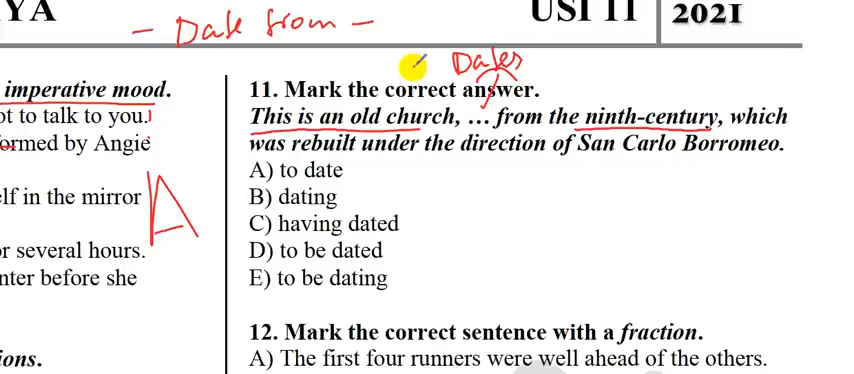 YA
USI 11
2021
- Date from -
imperative mood.
ot to talk to you.
ormed by Angie
elf in the mirror
or several hours.
nter before she
ions.
A
Dates
11. Mark the correct answer.
This is an old church, … from the ninth-century, which
was rebuilt under the direction of San Carlo Borromeo.
A) to date
B) dating
C) having dated
D) to be dated
E) to be dating
12. Mark the correct sentence with a fraction.
A) The first four runners were well ahead of the others.